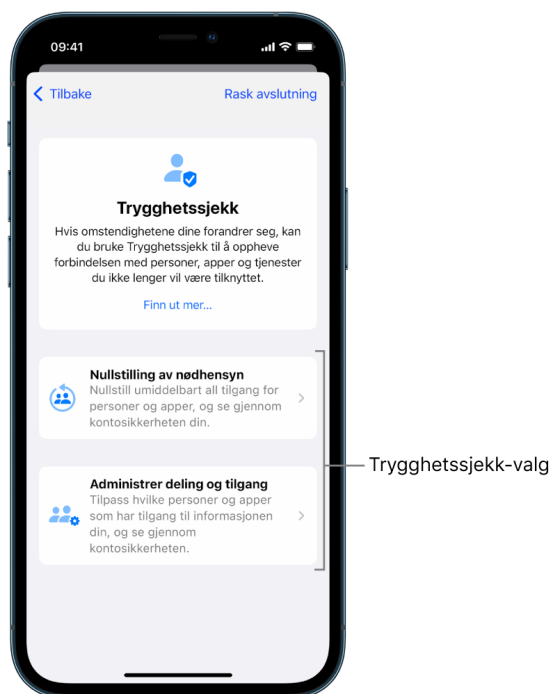 09:41
Tilbake
Rask avslutning
Trygghetssjekk
Hvis omstendighetene dine forandrer seg, kan
du bruke Trygghetssjekk til å oppheve
forbindelsen med personer, apper og tjenester
du ikke lenger vil være tilknyttet.
Finn ut mer...
Nullstilling av nødhensyn
Nullstill umiddelbart all tilgang for
personer og apper, og se gjennom
kontosikkerheten din.
Administrer deling og tilgang
Tilpass hvilke personer og apper
som har tilgang til informasjonen
din, og se gjennom
kontosikkerheten.
Trygghetssjekk-valg